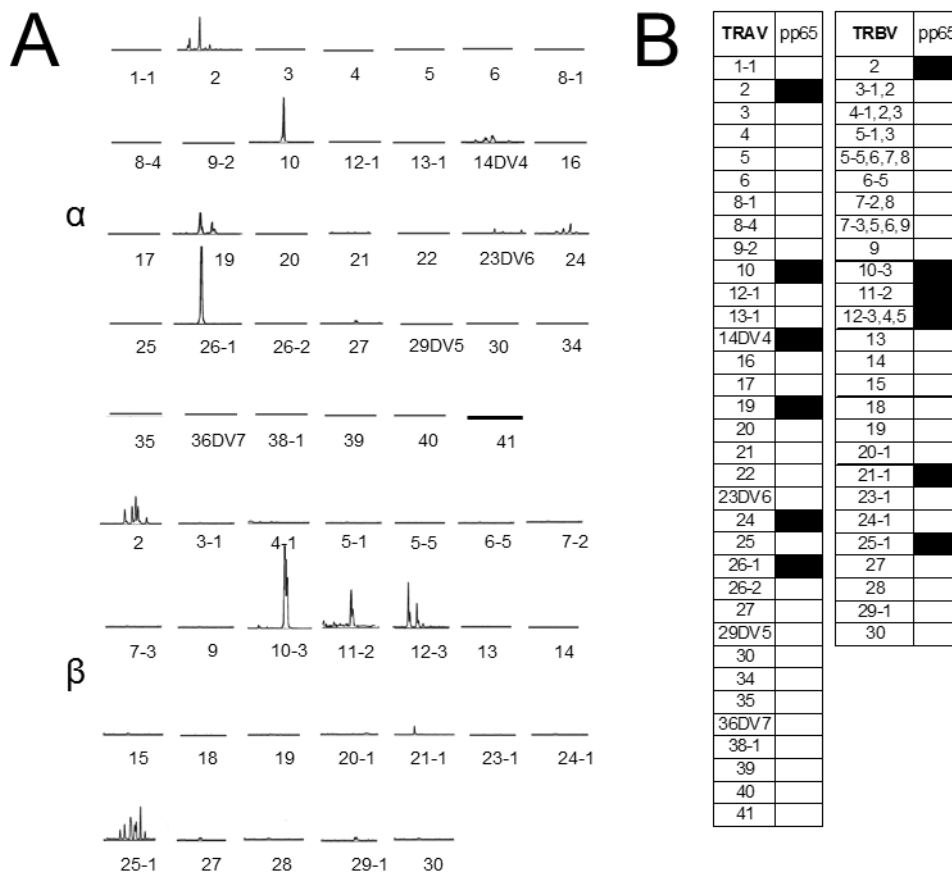 A
1-1 2 3 4 5 6 8-1
8-4 9-2 10 12-1 13-1 14DV4 16
α
17 19 20 21 22 23DV6 24
25 26-1 26-2 27 29DV5 30 34
35 36DV7 38-1 39 40 41
2 3-1 4-1 5-1 5-5 6-5 7-2
7-3 9 10-3 11-2 12-3 13 14
β
15 18 19 20-1 21-1 23-1 24-1
25-1 27 28 29-1 30
B
TRAV pp65
1-1
2
3
4
5
6
8-1
8-4
9-2
10
12-1
13-1
14DV4
16
17
19
20
21
22
23DV6
24
25
26-1
26-2
27
29DV5
30
34
35
36DV7
38-1
39
40
41
TRBV pp65
2
3-1,2
4-1,2,3
5-1,3
5-5,6,7,8
6-5
7-2,8
7-3,5,6,9
9
10-3
11-2
12-3,4,5
13
14
15
18
19
20-1
21-1
23-1
24-1
25-1
27
28
29-1
30